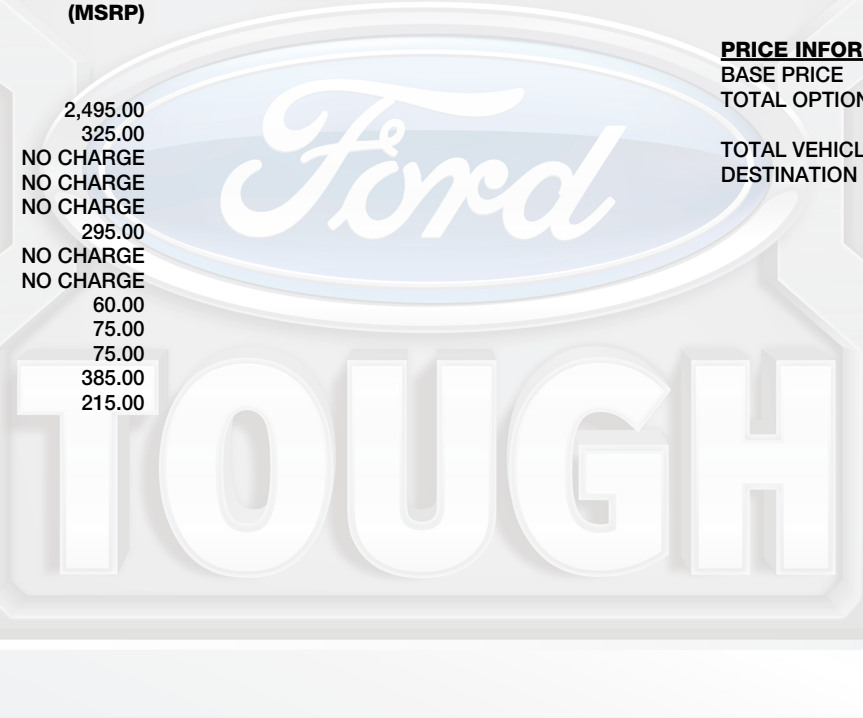 (MSRP)
2,495.00
325.00
NO CHARGE
NO CHARGE
NO CHARGE
295.00
NO CHARGE
NO CHARGE
60.00
75.00
75.00
385.00
215.00
PRICE INFOR
BASE PRICE
TOTAL OPTION
TOTAL VEHICL
DESTINATION
Ford
TOUGH